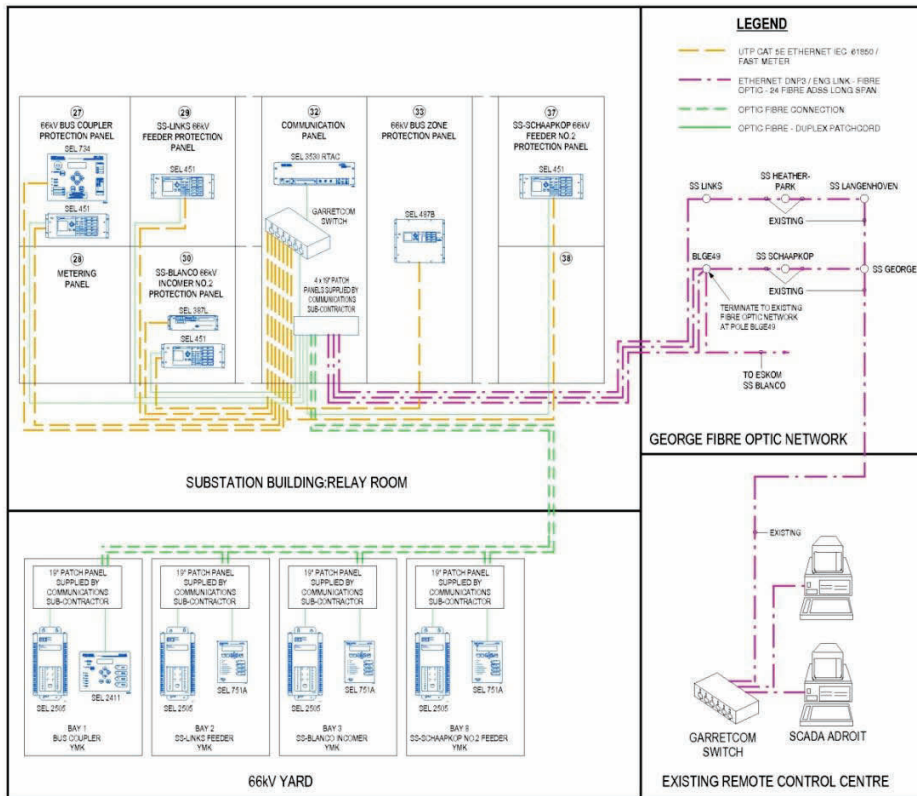 LEGEND
UTP CAT 5E ETHERNET IEC 61850 /
FAST METER
ETHERNET DNP3 / ENG LINK - FIBRE
OPTIC - 24 FIBRE ADSS LONG SPAN
OPTIC FIBRE CONNECTION
OPTIC FIBRE - DUPLEX PATCHCORD
27
66kV BUS COUPLER
PROTECTION PANEL
SEL 734
SEL 451
29
SS-LINKS 66kV
FEEDER PROTECTION
PANEL
SEL 451
32
COMMUNICATION
PANEL
SEL 3530 RTAC
GARRETCOM
SWITCH
4 x 19" PATCH
PANELS SUPPLIED BY
COMMUNICATIONS
SUB-CONTRACTOR
33
66kV BUS ZONE
PROTECTION PANEL
SEL 487B
37
SS-SCHAAPKOP 66kV
FEEDER NO.2
PROTECTION PANEL
SEL 451
28
METERING
PANEL
30
SS-BLANCO 66kV
INCOMER NO.2
PROTECTION PANEL
SEL 387L
SEL 451
38
SUBSTATION BUILDING:RELAY ROOM
SS LINKS
SS HEATHER-
PARK
SS LANGENHOVEN
EXISTING
BLGE49
SS SCHAAPKOP
SS GEORGE
EXISTING
TERMINATE TO EXISTING
FIBRE OPTIC NETWORK
AT POLE BLGE49
TO ESKOM
SS BLANCO
GEORGE FIBRE OPTIC NETWORK
19" PATCH PANEL
SUPPLIED BY
COMMUNICATIONS
SUB-CONTRACTOR
SEL 2505
SEL 2411
BAY 1
BUS COUPLER
YMK
19" PATCH PANEL
SUPPLIED BY
COMMUNICATIONS
SUB-CONTRACTOR
SEL 2505
SEL 751A
BAY 2
SS-LINKS FEEDER
YMK
19" PATCH PANEL
SUPPLIED BY
COMMUNICATIONS
SUB-CONTRACTOR
SEL 2505
SEL 751A
BAY 3
SS-BLANCO INCOMER
YMK
19" PATCH PANEL
SUPPLIED BY
COMMUNICATIONS
SUB-CONTRACTOR
SEL 2505
SEL 751A
SS-SCHAAPKOP NO.2 FEEDER
YMK
66kV YARD
EXISTING
GARRETCOM
SWITCH
SCADA ADROIT
EXISTING REMOTE CONTROL CENTRE